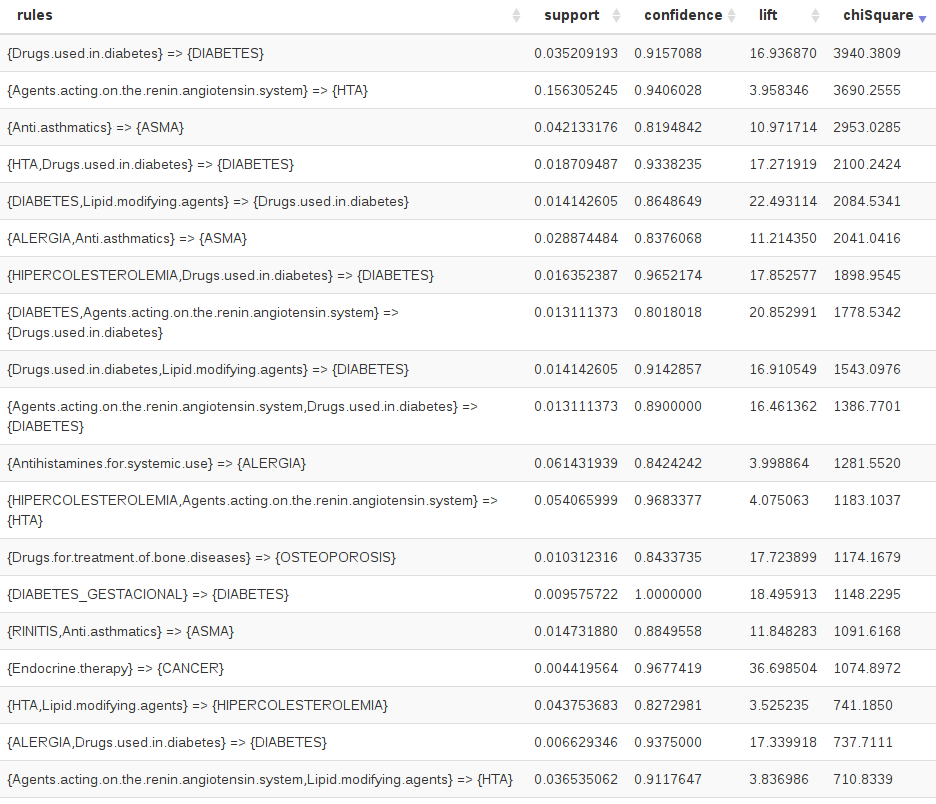 rules support confidence lift chiSquare
{Drugs.used.in.diabetes} => {DIABETES} 0.035209193 0.9157088 16.936870 3940.3809
{Agents.acting.on.the.renin.angiotensin.system} => {HTA} 0.156305245 0.9406028 3.958346 3690.2555
{Anti.asthmatics} => {ASMA} 0.042133176 0.8194842 10.971714 2953.0285
{HTA,Drugs.used.in.diabetes} => {DIABETES} 0.018709487 0.9338235 17.271919 2100.2424
{DIABETES,Lipid.modifying.agents} => {Drugs.used.in.diabetes} 0.014142605 0.8648649 22.493114 2084.5341
{ALERGIA,Anti.asthmatics} => {ASMA} 0.028874484 0.8376068 11.214350 2041.0416
{HIPERCOLESTEROLEMIA,Drugs.used.in.diabetes} => {DIABETES} 0.016352387 0.9652174 17.852577 1898.9545
{DIABETES,Agents.acting.on.the.renin.angiotensin.system} => 0.013111373 0.8018018 20.852991 1778.5342
{Drugs.used.in.diabetes}
{Drugs.used.in.diabetes,Lipid.modifying.agents} => {DIABETES} 0.014142605 0.9142857 16.910549 1543.0976
{Agents.acting.on.the.renin.angiotensin.system,Drugs.used.in.diabetes} => 0.013111373 0.8900000 16.461362 1386.7701
{DIABETES}
{Antihistamines.for.systemic.use} => {ALERGIA} 0.061431939 0.8424242 3.998864 1281.5520
{HIPERCOLESTEROLEMIA,Agents.acting.on.the.renin.angiotensin.system} => 0.054065999 0.9683377 4.075063 1183.1037
{HTA}
{Drugs.for.treatment.of.bone.diseases} => {OSTEOPOROSIS} 0.010312316 0.8433735 17.723899 1174.1679
{DIABETES_GESTACIONAL} => {DIABETES} 0.009575722 1.0000000 18.495913 1148.2295
{RINITIS,Anti.asthmatics} => {ASMA} 0.014731880 0.8849558 11.848283 1091.6168
{Endocrine.therapy} => {CANCER} 0.004419564 0.9677419 36.698504 1074.8972
{HTA,Lipid.modifying.agents} => {HIPERCOLESTEROLEMIA} 0.043753683 0.8272981 3.525235 741.1850
{ALERGIA,Drugs.used.in.diabetes} => {DIABETES} 0.006629346 0.9375000 17.339918 737.7111
{Agents.acting.on.the.renin.angiotensin.system,Lipid.modifying.agents} => {HTA} 0.036535062 0.9117647 3.836986 710.8339